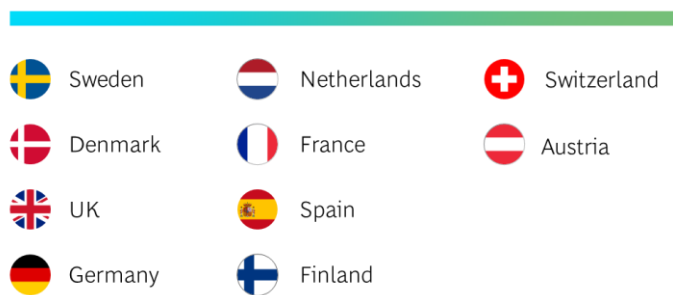 Sweden
Denmark
UK
Germany
Netherlands
France
Spain
Finland
Switzerland
Austria